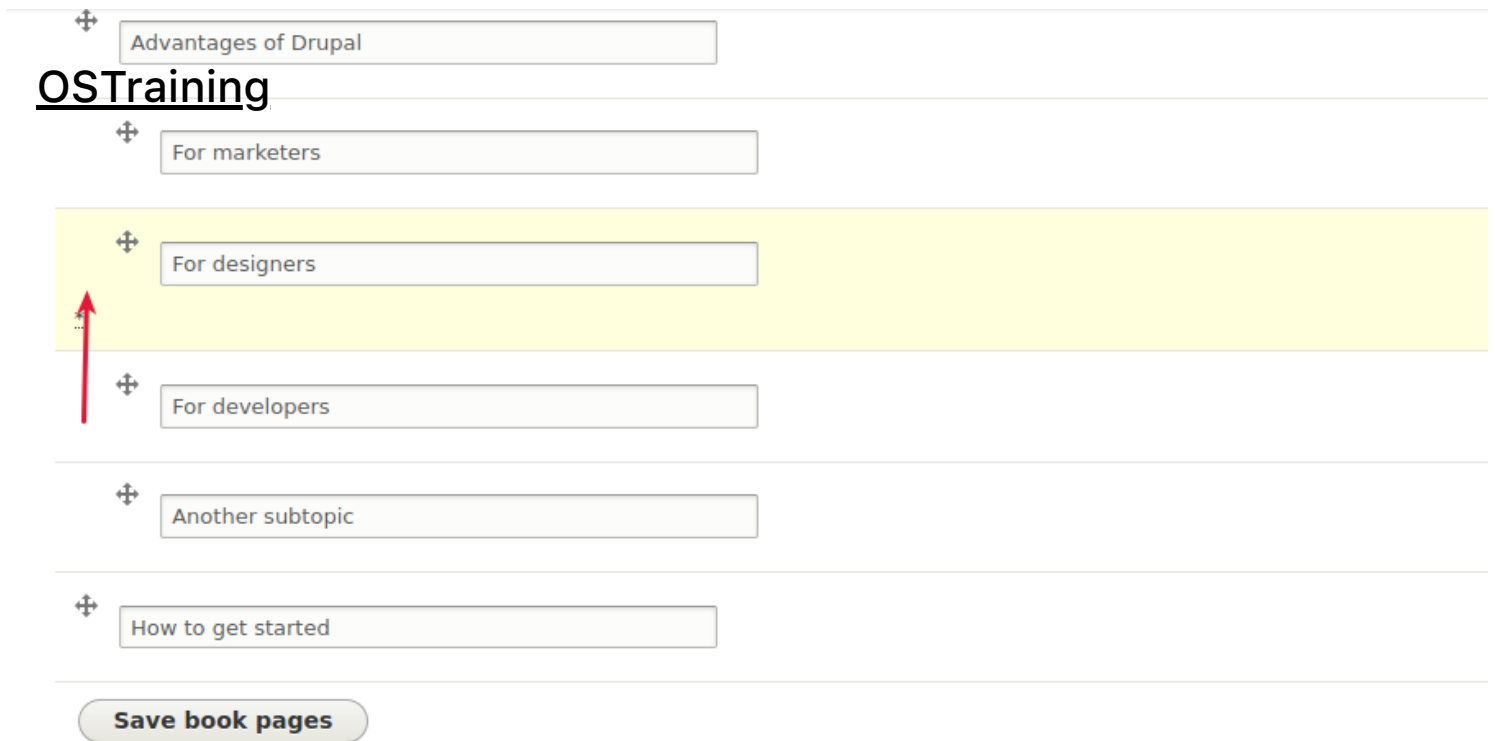 Advantages of Drupal
OSTraining
For marketers
For designers
*
For developers
Another subtopic
How to get started
Save book pages